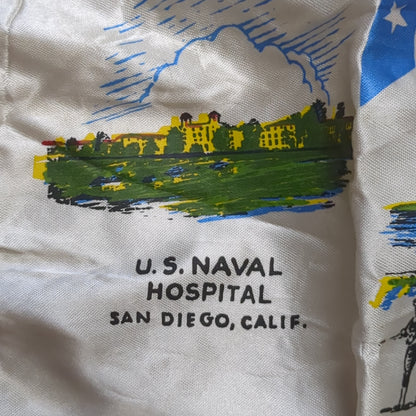 U.S. NAVAL
HOSPITAL
SAN DIEGO, CALIF.